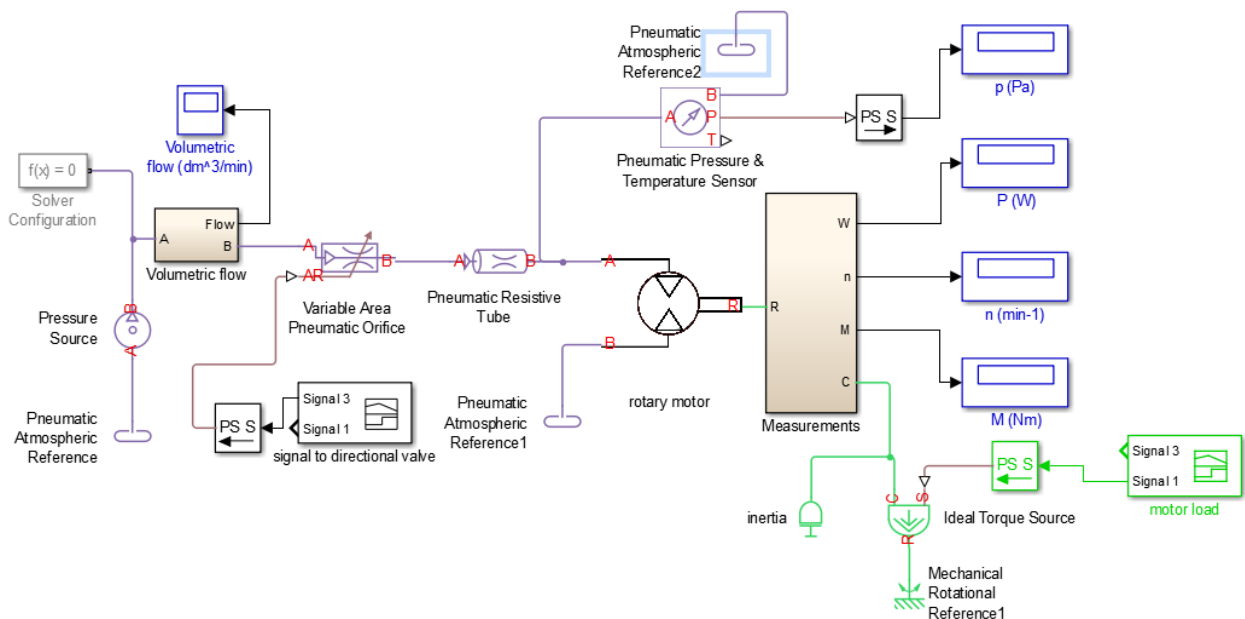 Pneumatic
Atmospheric
Reference2
p (Pa)
B
A
P
T
PS S
Pneumatic Pressure &
Temperature Sensor
Volumetric
flow (dm^3/min)
f(x) = 0
Solver
Configuration
P (W)
A
Flow
B
Volumetric flow
A
B
AR
Variable Area
Pneumatic Orifice
A
B
Pneumatic Resistive
Tube
A
B
R
rotary motor
R
W
n
M
C
Measurements
n (min-1)
M (Nm)
Pressure
Source
B
A
Pneumatic
Atmospheric
Reference
PS S
Signal 3
Signal 1
signal to directional valve
Pneumatic
Atmospheric
Reference1
inertia
C
S
R
Ideal Torque Source
PS S
Signal 3
Signal 1
motor load
Mechanical
Rotational
Reference1